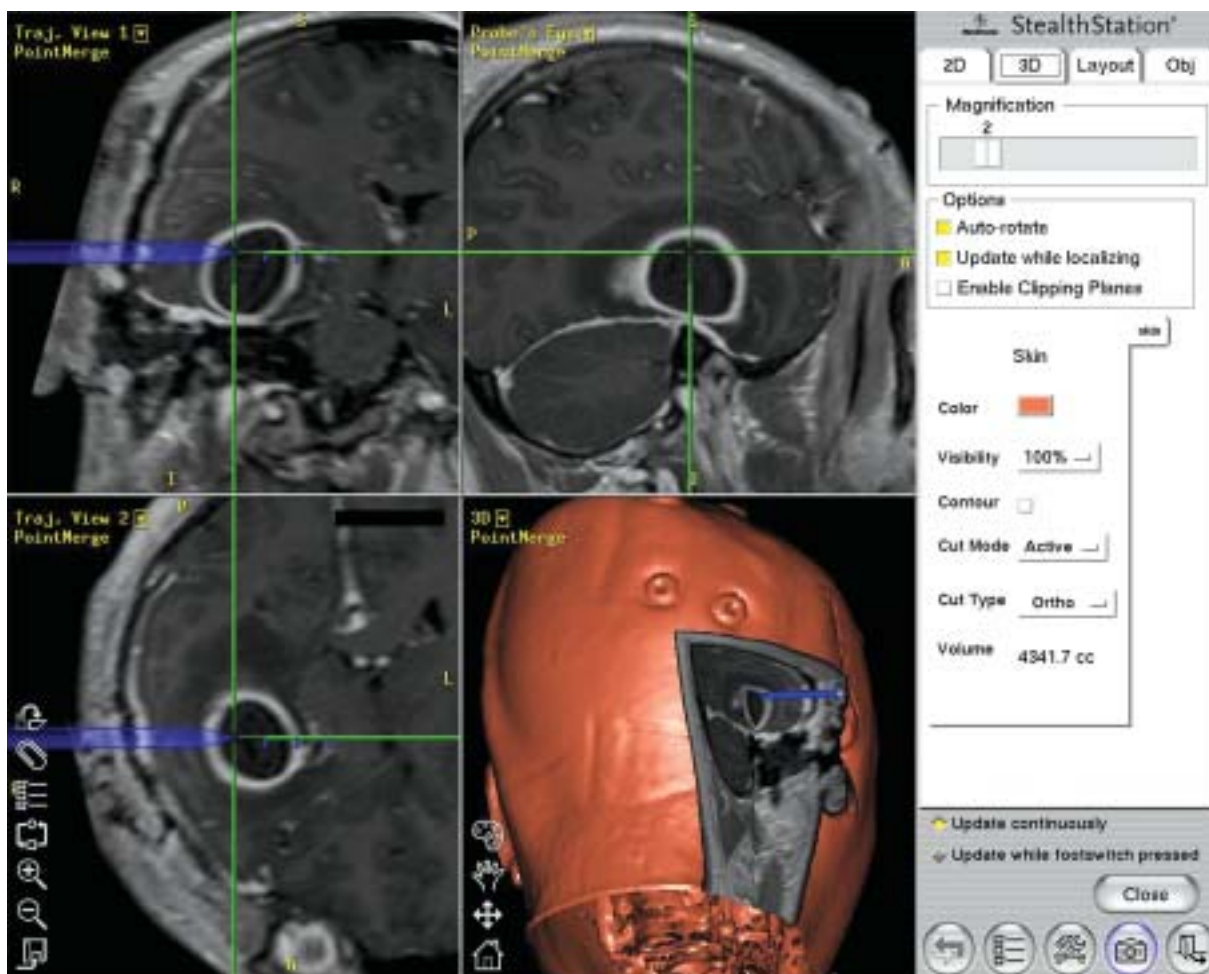 Traj. View 1
PointMerge
S
R
L
I
Probe's Eye
PointMerge
P
Traj. View 2
PointMerge
P
L
3D
PointMerge
StealthStation
2D
3D
Layout
Obj
Magnification
2
Options
Auto-rotate
Update while localizing
Enable Clipping Planes
skin
Skin
Color
Visibility
100%
Contour
Cut Mode
Active
Cut Type
Ortho
Volume
4341.7 cc
Update continuously
Update while footswitch pressed
Close